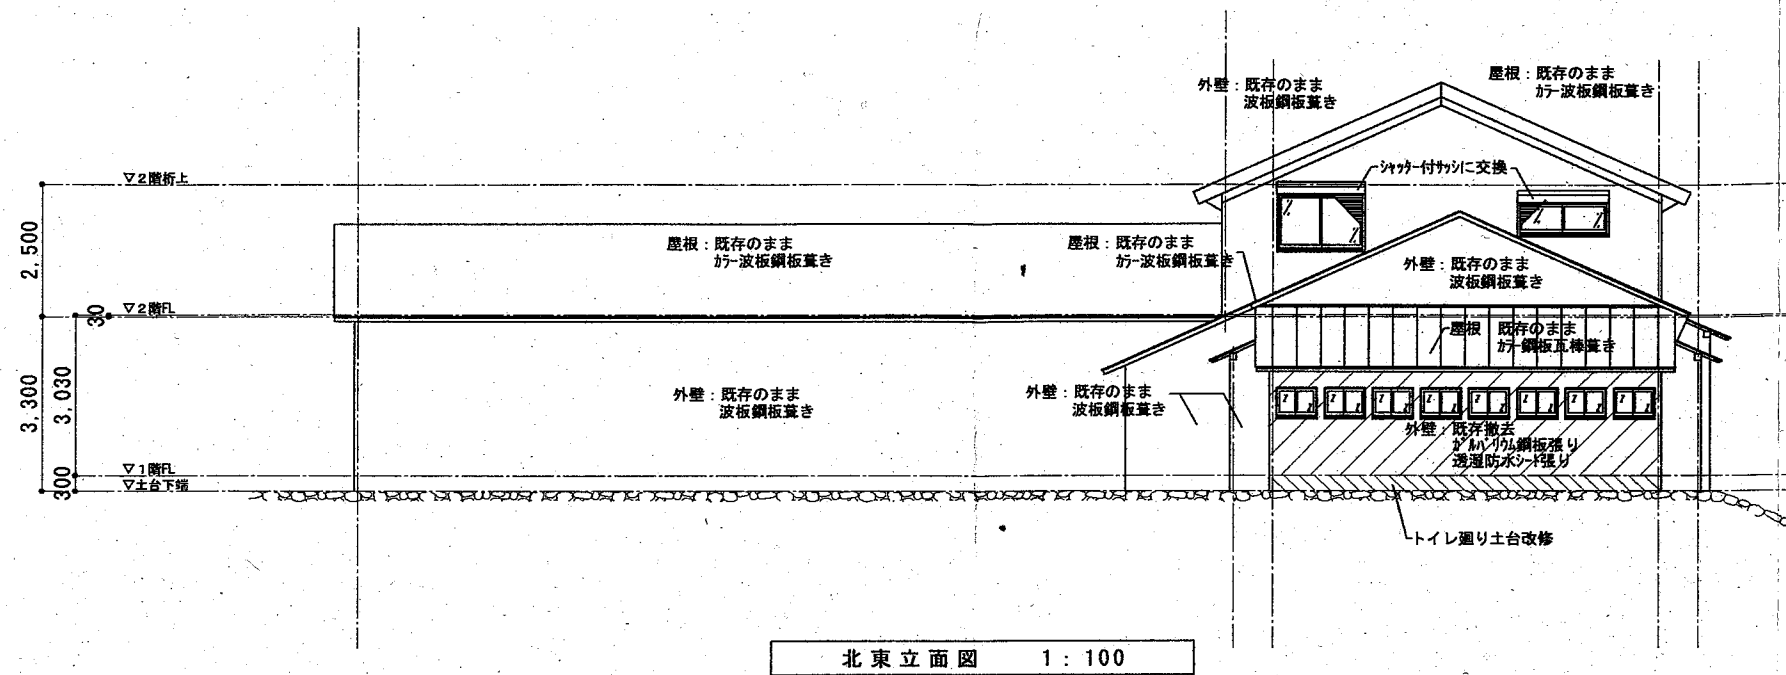 外壁：既存のまま
波板鋼板葺き
屋根：既存のまま
ｶﾗｰ波板鋼板葺き
▽2階桁上
ｼｬｯﾀｰ付ｻｯｼに交換
2,500
屋根：既存のまま
ｶﾗｰ波板鋼板葺き
屋根：既存のまま
ｶﾗｰ波板鋼板葺き
外壁：既存のまま
波板鋼板葺き
▽2階FL
30
屋根 既存のまま
ｶﾗｰ鋼板瓦棒葺き
3,300
3,030
外壁：既存のまま
波板鋼板葺き
外壁：既存のまま
波板鋼板葺き
外壁：既存撤去
ｶﾞﾙﾊﾞﾘｳﾑ鋼板張り
透湿防水ｼｰﾄ張り
▽1階FL
300
▽土台下端
トイレ廻り土台改修
北東立面図 1：100